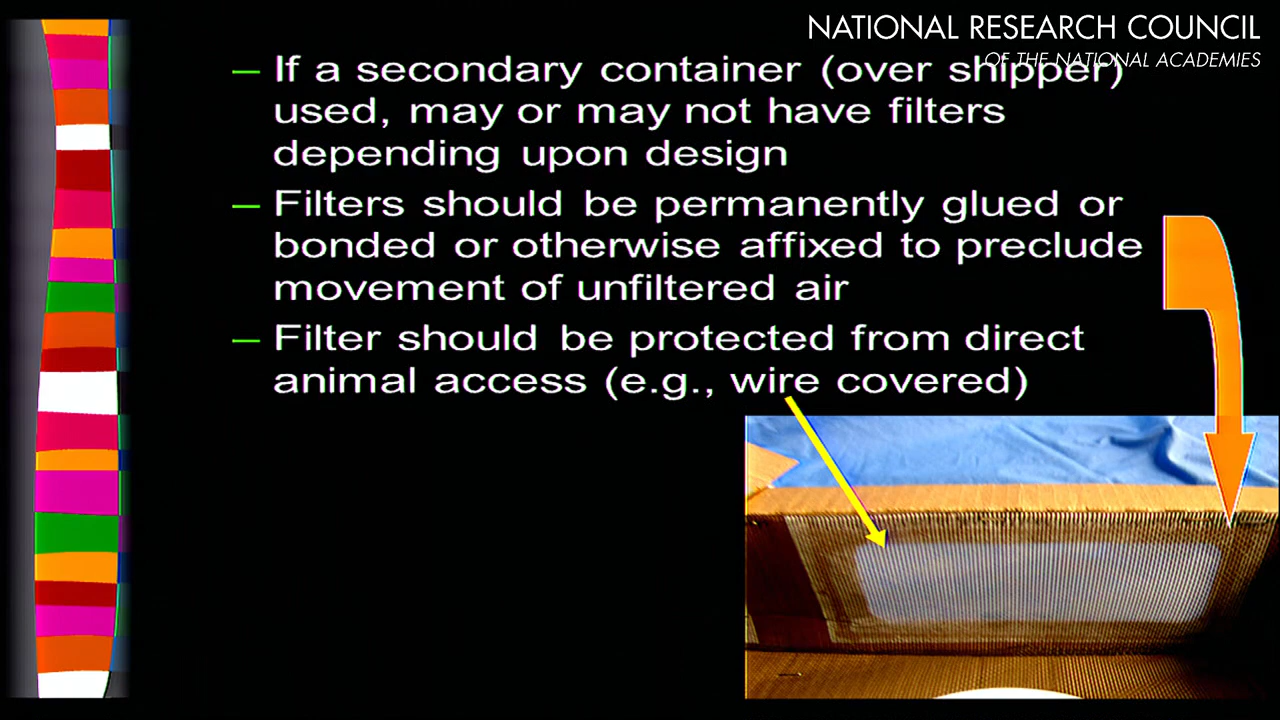 NATIONAL RESEARCH COUNCIL
OF THE NATIONAL ACADEMIES
– If a secondary container (over shipper)
used, may or may not have filters
depending upon design
– Filters should be permanently glued or
bonded or otherwise affixed to preclude
movement of unfiltered air
– Filter should be protected from direct
animal access (e.g., wire covered)